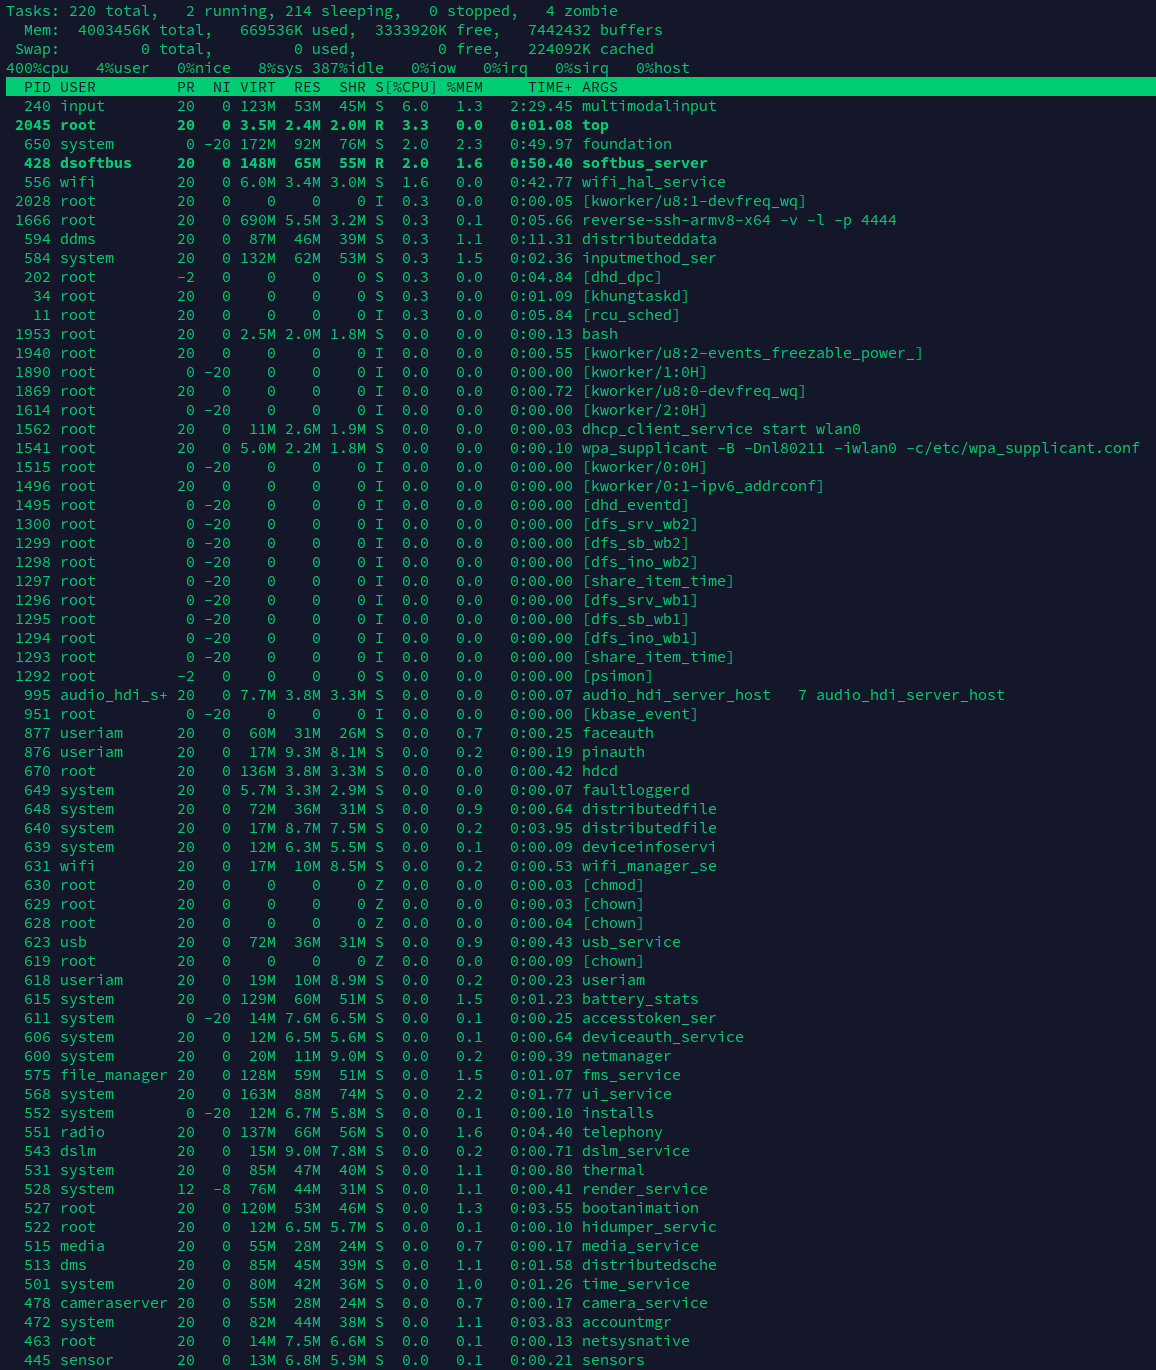 Tasks: 220 total,   2 running, 214 sleeping,   0 stopped,   4 zombie
  Mem:  4003456K total,   669536K used,  3333920K free,   7442432 buffers
 Swap:        0 total,         0 used,         0 free,   224092K cached
400%cpu   4%user   0%nice   8%sys 387%idle   0%iow   0%irq   0%sirq   0%host
  PID USER         PR  NI VIRT  RES  SHR S[%CPU] %MEM     TIME+ ARGS
  240 input        20   0 123M  53M  45M S  6.0   1.3   2:29.45 multimodalinput
 2045 root         20   0 3.5M 2.4M 2.0M R  3.3   0.0   0:01.08 top
  650 system        0 -20 172M  92M  76M S  2.0   2.3   0:49.97 foundation
  428 dsoftbus     20   0 148M  65M  55M R  2.0   1.6   0:50.40 softbus_server
  556 wifi         20   0 6.0M 3.4M 3.0M S  1.6   0.0   0:42.77 wifi_hal_service
 2028 root         20   0    0    0    0 I  0.3   0.0   0:00.05 [kworker/u8:1-devfreq_wq]
 1666 root         20   0 690M 5.5M 3.2M S  0.3   0.1   0:05.66 reverse-ssh-armv8-x64 -v -l -p 4444
  594 ddms         20   0  87M  46M  39M S  0.3   1.1   0:11.31 distributeddata
  584 system       20   0 132M  62M  53M S  0.3   1.5   0:02.36 inputmethod_ser
  202 root         -2   0    0    0    0 S  0.3   0.0   0:04.84 [dhd_dpc]
   34 root         20   0    0    0    0 S  0.3   0.0   0:01.09 [khungtaskd]
   11 root         20   0    0    0    0 I  0.3   0.0   0:05.84 [rcu_sched]
 1953 root         20   0 2.5M 2.0M 1.8M S  0.0   0.0   0:00.13 bash
 1940 root         20   0    0    0    0 I  0.0   0.0   0:00.55 [kworker/u8:2-events_freezable_power_]
 1890 root          0 -20    0    0    0 I  0.0   0.0   0:00.00 [kworker/1:0H]
 1869 root         20   0    0    0    0 I  0.0   0.0   0:00.72 [kworker/u8:0-devfreq_wq]
 1614 root          0 -20    0    0    0 I  0.0   0.0   0:00.00 [kworker/2:0H]
 1562 root         20   0  11M 2.6M 1.9M S  0.0   0.0   0:00.03 dhcp_client_service start wlan0
 1541 root         20   0 5.0M 2.2M 1.8M S  0.0   0.0   0:00.10 wpa_supplicant -B -Dnl80211 -iwlan0 -c/etc/wpa_supplicant.conf
 1515 root          0 -20    0    0    0 I  0.0   0.0   0:00.00 [kworker/0:0H]
 1496 root         20   0    0    0    0 I  0.0   0.0   0:00.00 [kworker/0:1-ipv6_addrconf]
 1495 root          0 -20    0    0    0 I  0.0   0.0   0:00.00 [dhd_eventd]
 1300 root          0 -20    0    0    0 I  0.0   0.0   0:00.00 [dfs_srv_wb2]
 1299 root          0 -20    0    0    0 I  0.0   0.0   0:00.00 [dfs_sb_wb2]
 1298 root          0 -20    0    0    0 I  0.0   0.0   0:00.00 [dfs_ino_wb2]
 1297 root          0 -20    0    0    0 I  0.0   0.0   0:00.00 [share_item_time]
 1296 root          0 -20    0    0    0 I  0.0   0.0   0:00.00 [dfs_srv_wb1]
 1295 root          0 -20    0    0    0 I  0.0   0.0   0:00.00 [dfs_sb_wb1]
 1294 root          0 -20    0    0    0 I  0.0   0.0   0:00.00 [dfs_ino_wb1]
 1293 root          0 -20    0    0    0 I  0.0   0.0   0:00.00 [share_item_time]
 1292 root         -2   0    0    0    0 S  0.0   0.0   0:00.00 [psimon]
  995 audio_hdi_s+ 20   0 7.7M 3.8M 3.3M S  0.0   0.0   0:00.07 audio_hdi_server_host   7 audio_hdi_server_host
  951 root          0 -20    0    0    0 I  0.0   0.0   0:00.00 [kbase_event]
  877 useriam      20   0  60M  31M  26M S  0.0   0.7   0:00.25 faceauth
  876 useriam      20   0  17M 9.3M 8.1M S  0.0   0.2   0:00.19 pinauth
  670 root         20   0 136M 3.8M 3.3M S  0.0   0.0   0:00.42 hdcd
  649 system       20   0 5.7M 3.3M 2.9M S  0.0   0.0   0:00.07 faultloggerd
  648 system       20   0  72M  36M  31M S  0.0   0.9   0:00.64 distributedfile
  640 system       20   0  17M 8.7M 7.5M S  0.0   0.2   0:03.95 distributedfile
  639 system       20   0  12M 6.3M 5.5M S  0.0   0.1   0:00.09 deviceinfoservi
  631 wifi         20   0  17M  10M 8.5M S  0.0   0.2   0:00.53 wifi_manager_se
  630 root         20   0    0    0    0 Z  0.0   0.0   0:00.03 [chmod]
  629 root         20   0    0    0    0 Z  0.0   0.0   0:00.03 [chown]
  628 root         20   0    0    0    0 Z  0.0   0.0   0:00.04 [chown]
  623 usb          20   0  72M  36M  31M S  0.0   0.9   0:00.43 usb_service
  619 root         20   0    0    0    0 Z  0.0   0.0   0:00.09 [chown]
  618 useriam      20   0  19M  10M 8.9M S  0.0   0.2   0:00.23 useriam
  615 system       20   0 129M  60M  51M S  0.0   1.5   0:01.23 battery_stats
  611 system        0 -20  14M 7.6M 6.5M S  0.0   0.1   0:00.25 accesstoken_ser
  606 system       20   0  12M 6.5M 5.6M S  0.0   0.1   0:00.64 deviceauth_service
  600 system       20   0  20M  11M 9.0M S  0.0   0.2   0:00.39 netmanager
  575 file_manager 20   0 128M  59M  51M S  0.0   1.5   0:01.07 fms_service
  568 system       20   0 163M  88M  74M S  0.0   2.2   0:01.77 ui_service
  552 system        0 -20  12M 6.7M 5.8M S  0.0   0.1   0:00.10 installs
  551 radio        20   0 137M  66M  56M S  0.0   1.6   0:04.40 telephony
  543 dslm         20   0  15M 9.0M 7.8M S  0.0   0.2   0:00.71 dslm_service
  531 system       20   0  85M  47M  40M S  0.0   1.1   0:00.80 thermal
  528 system       12  -8  76M  44M  31M S  0.0   1.1   0:00.41 render_service
  527 root         20   0 120M  53M  46M S  0.0   1.3   0:03.55 bootanimation
  522 root         20   0  12M 6.5M 5.7M S  0.0   0.1   0:00.10 hidumper_servic
  515 media        20   0  55M  28M  24M S  0.0   0.7   0:00.17 media_service
  513 dms          20   0  85M  45M  39M S  0.0   1.1   0:01.58 distributedsche
  501 system       20   0  80M  42M  36M S  0.0   1.0   0:01.26 time_service
  478 cameraserver 20   0  55M  28M  24M S  0.0   0.7   0:00.17 camera_service
  472 system       20   0  82M  44M  38M S  0.0   1.1   0:03.83 accountmgr
  463 root         20   0  14M 7.5M 6.6M S  0.0   0.1   0:00.13 netsysnative
  445 sensor       20   0  13M 6.8M 5.9M S  0.0   0.1   0:00.21 sensors